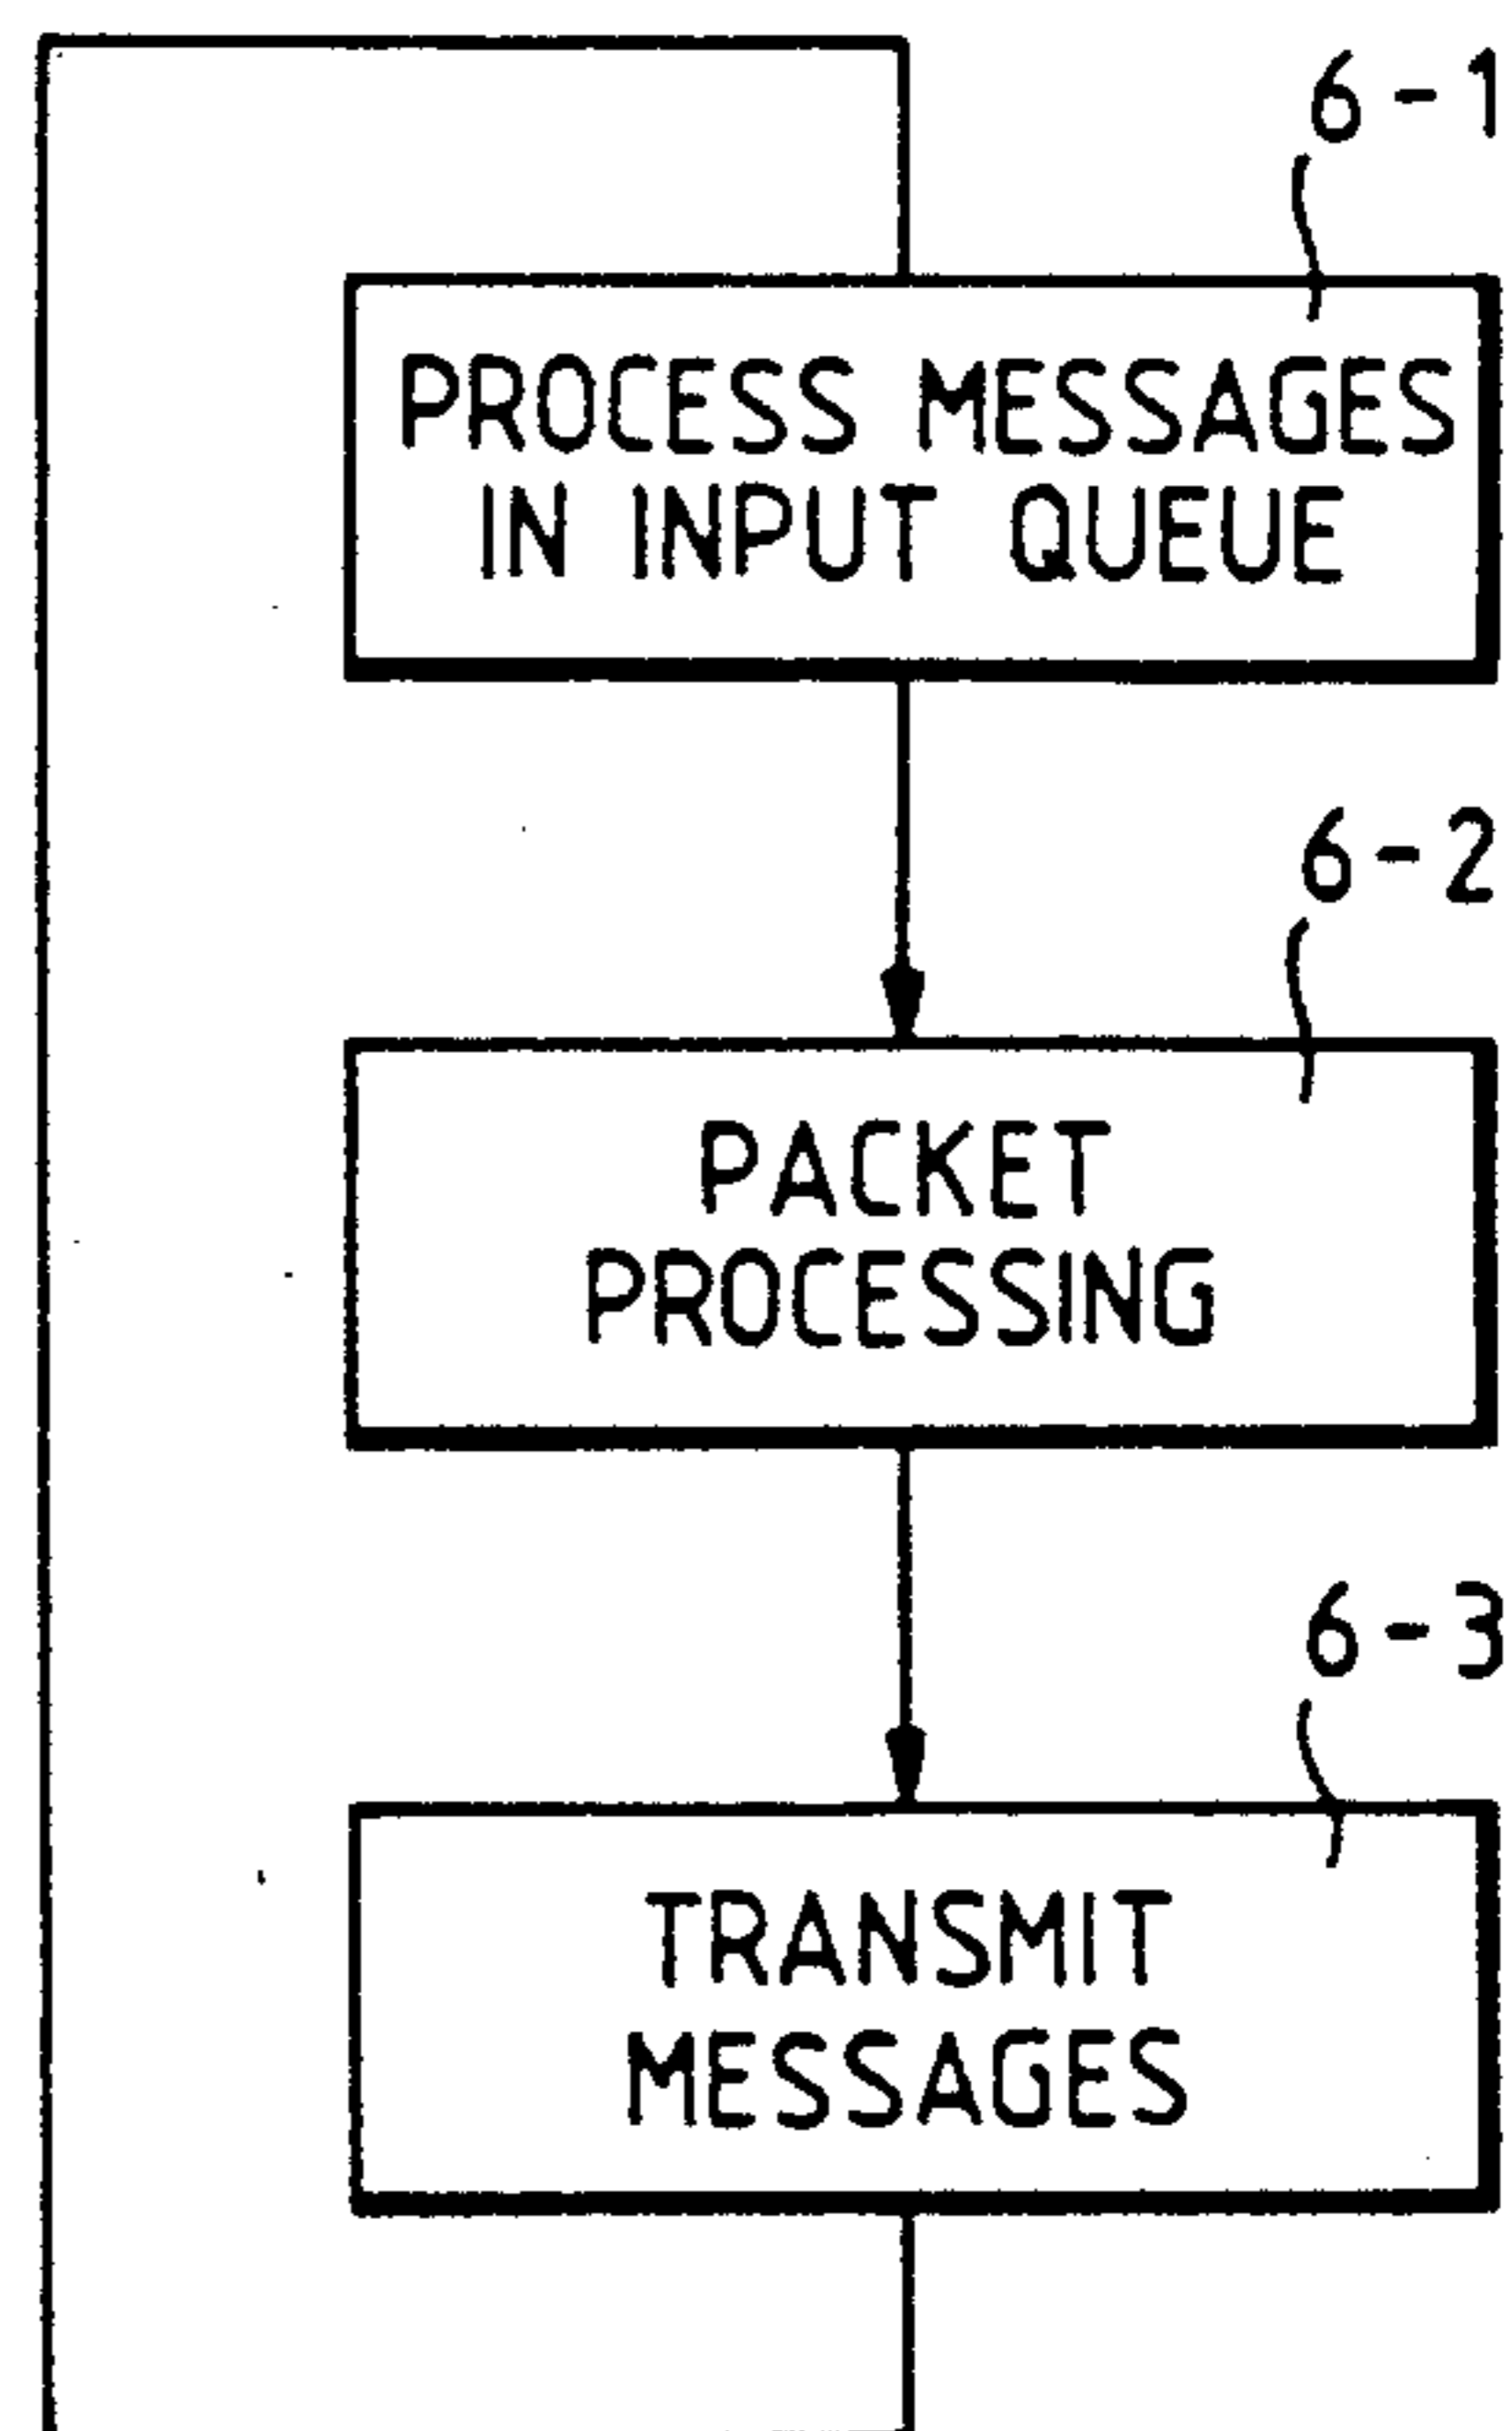 6-1
PROCESS MESSAGES
IN INPUT QUEUE
6-2
PACKET
PROCESSING
6-3
TRANSMIT
MESSAGES